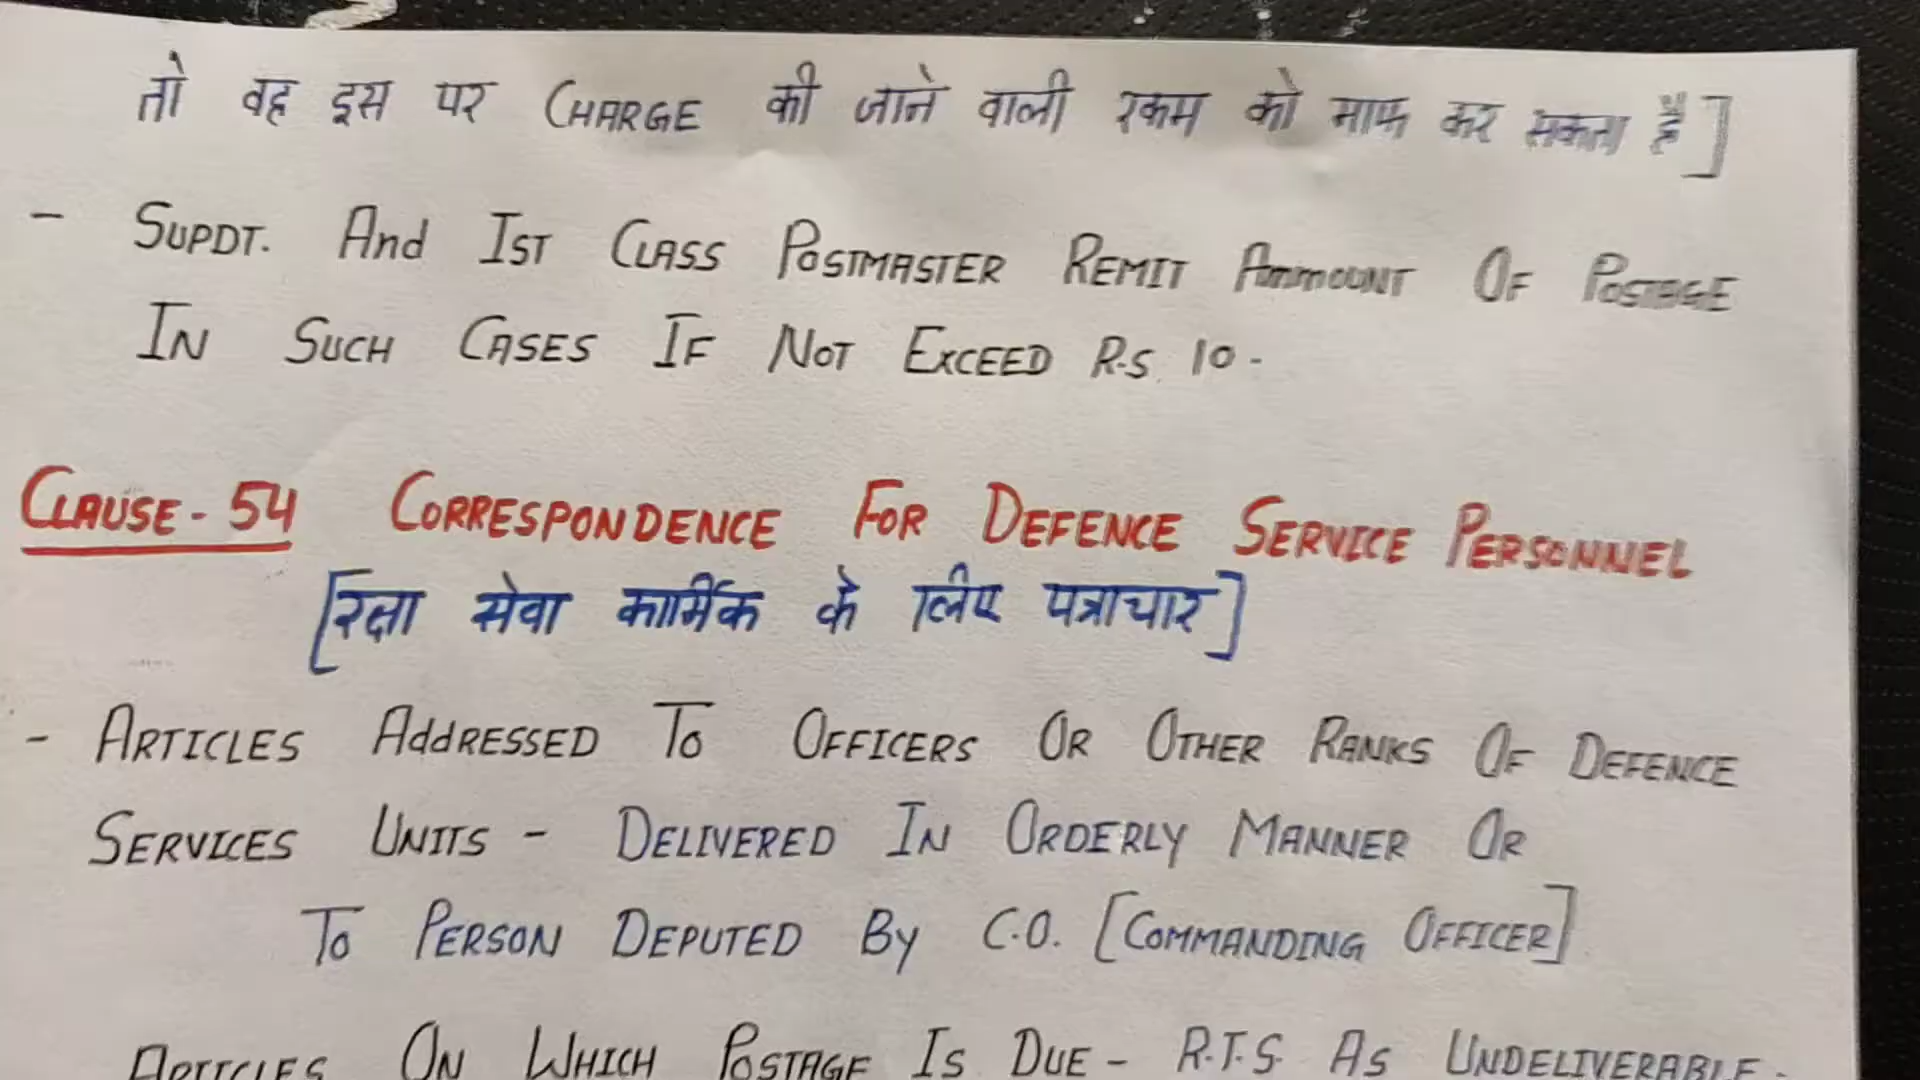 तो वह इस पर CHARGE की जाने वाली रकम को माफ कर सकता है]
- SUPDT. And IST CLASS POSTMASTER REMIT AMMOUNT OF POSTAGE
IN SUCH CASES IF NOT EXCEED R.S. 10 -
CLAUSE - 54 CORRESPONDENCE FOR DEFENCE SERVICE PERSONNEL
[रक्षा सेवा कार्मिक के लिए पत्राचार]
- ARTICLES AddRESSED TO OFFICERS OR OTHER RANKS OF DEFENCE
SERVICES UNITS - DELIVERED IN ORDERLY MANNER OR
TO PERSON DEPUTED BY C.O. [COMMANDING OFFICER]
ARTICLES ON WHICH POSTAGE IS DUE - R.T.S. AS UNDELIVERABLE -